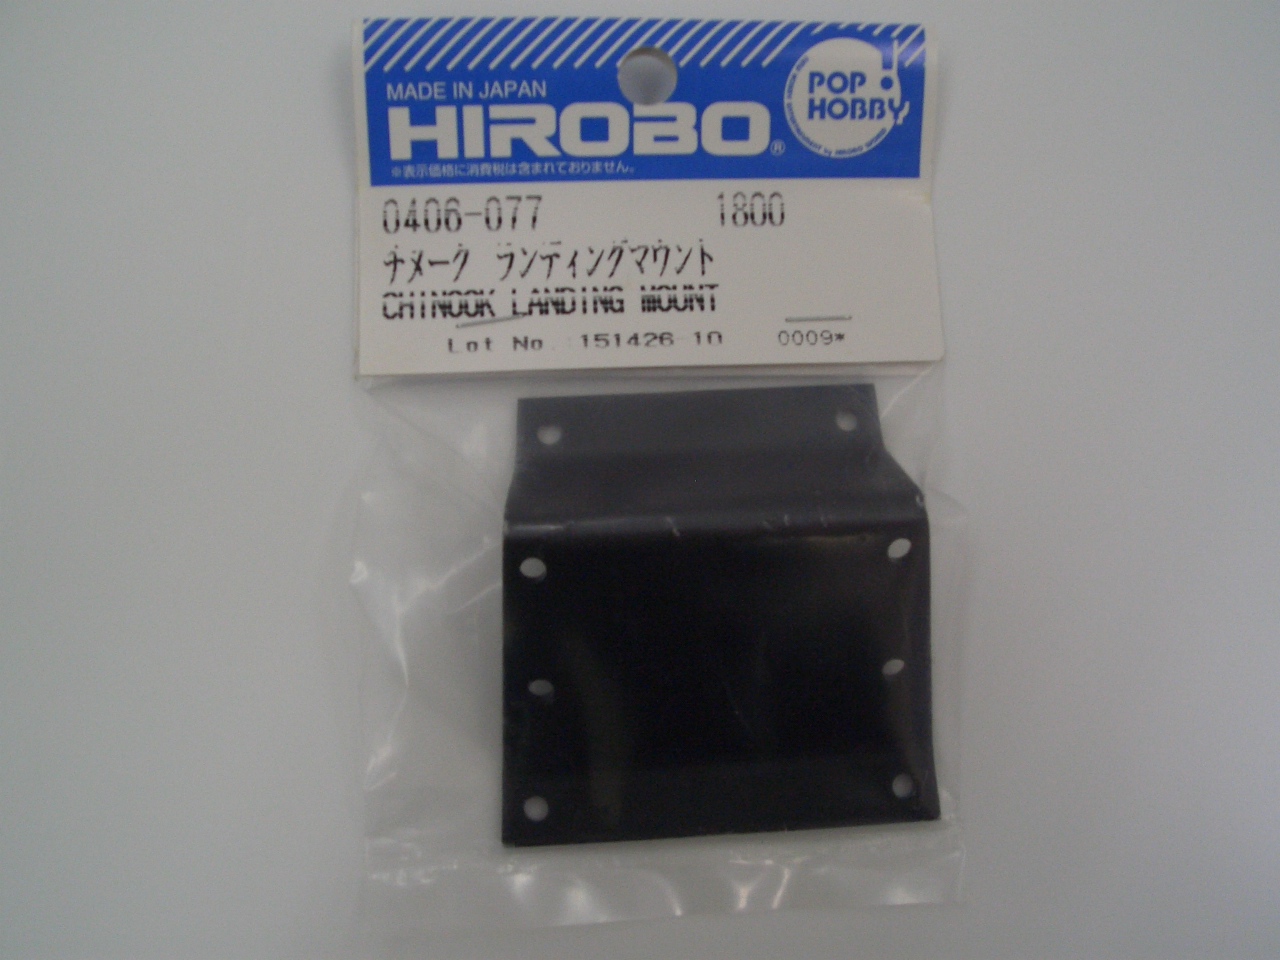 MADE IN JAPAN
HIROBO®
※表示価格に消費税は含まれておりません。
POP!
HOBBY
by HIROBO
0406-077 1800
チヌーク ランディングマウント
CHINOOK LANDING MOUNT
Lot No. 151426-10 0009*